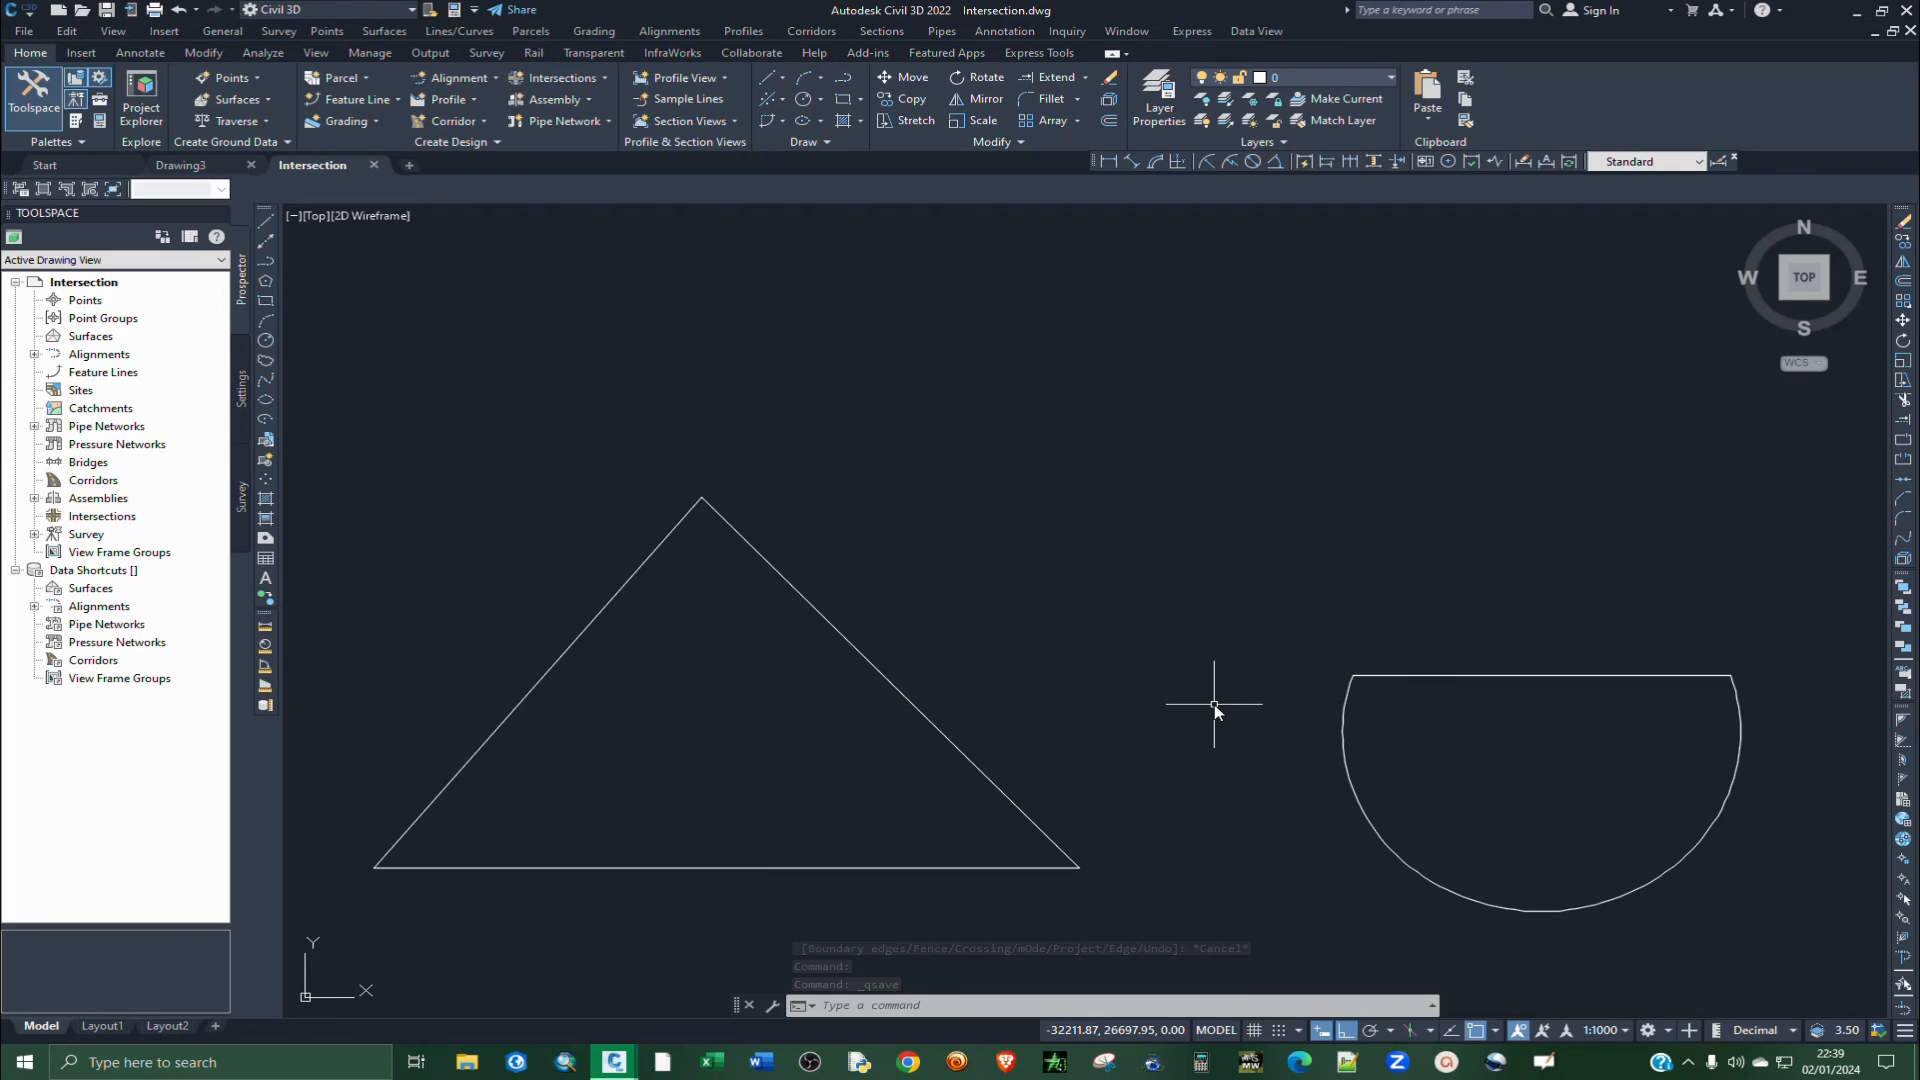 C3D Civil 3D Share Autodesk Civil 3D 2022 Intersection.dwg Type a keyword or phrase Sign In
File Edit View Insert General Survey Points Surfaces Lines/Curves Parcels Grading Alignments Profiles Corridors Sections Pipes Annotation Inquiry Window Express Data View
Home Insert Annotate Modify Analyze View Manage Output Survey Rail Transparent InfraWorks Collaborate Help Add-ins Featured Apps Express Tools
Points Parcel Alignment Intersections Profile View Move Rotate Extend 0
Toolspace Project Explorer Surfaces Feature Line Profile Assembly Sample Lines Copy Mirror Fillet Layer Properties Make Current Paste
Traverse Grading Corridor Pipe Network Section Views Stretch Scale Array Match Layer
Palettes Explore Create Ground Data Create Design Profile & Section Views Draw Modify Layers Clipboard
Start Drawing3 Intersection Standard
TOOLSPACE
[−][Top][2D Wireframe]
Active Drawing View
Prospector
Settings
Survey
Intersection
Points
Point Groups
Surfaces
Alignments
Feature Lines
Sites
Catchments
Pipe Networks
Pressure Networks
Bridges
Corridors
Assemblies
Intersections
Survey
View Frame Groups
Data Shortcuts []
Surfaces
Alignments
Pipe Networks
Pressure Networks
Corridors
View Frame Groups
N
W TOP E
S
WCS
Y
X
[Boundary edges/Fence/Crossing/mOde/Project/Edge/Undo]: *Cancel*
Command:
Command: _qsave
Type a command
Model Layout1 Layout2 -32211.87, 26697.95, 0.00 MODEL 1:1000 Decimal 3.50
Type here to search 22:39
02/01/2024